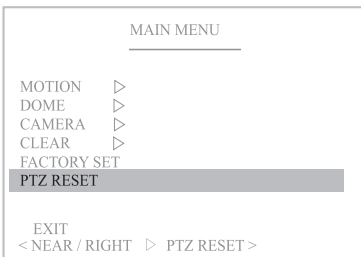 MAIN MENU
MOTION ▷
DOME ▷
CAMERA ▷
CLEAR ▷
FACTORY SET
PTZ RESET
EXIT
< NEAR / RIGHT ▷ PTZ RESET >